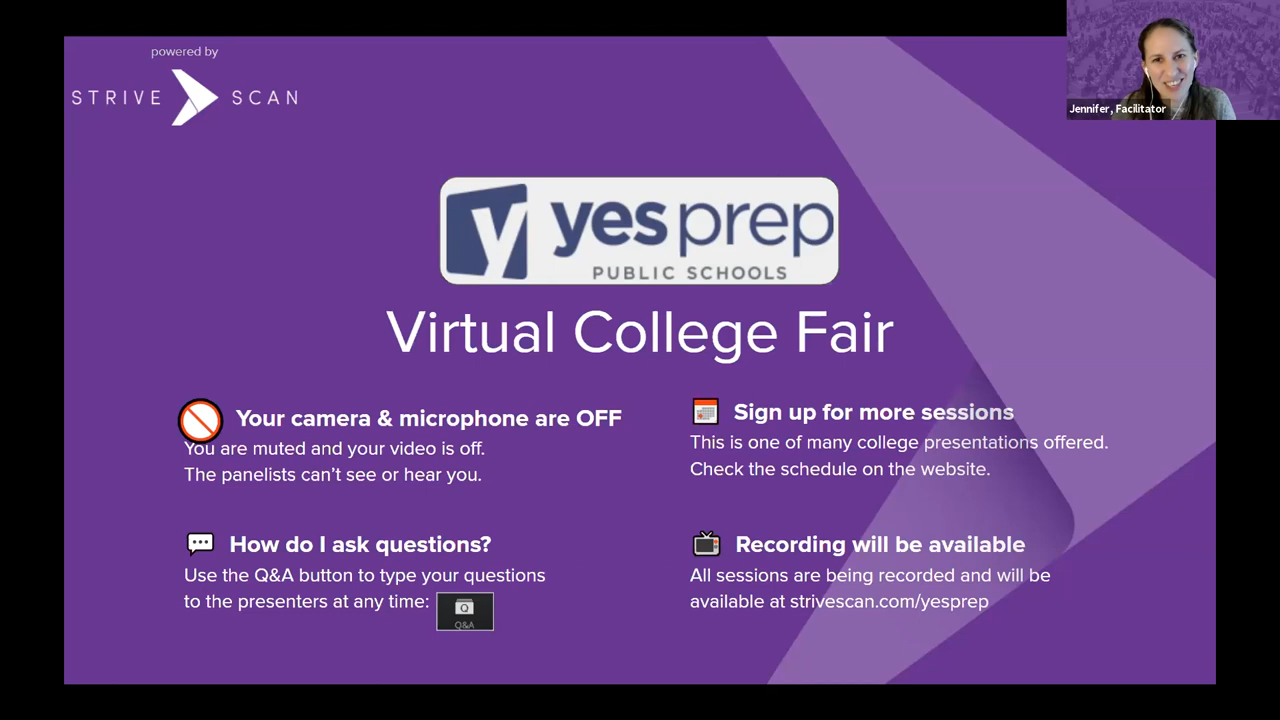 powered by
STRIVE SCAN
Jennifer, Facilitator
y yes prep
PUBLIC SCHOOLS
Virtual College Fair
Your camera & microphone are OFF
You are muted and your video is off.
The panelists can't see or hear you.
Sign up for more sessions
This is one of many college presentations offered.
Check the schedule on the website.
How do I ask questions?
Use the Q&A button to type your questions
to the presenters at any time:
Q
Q&A
Recording will be available
All sessions are being recorded and will be
available at strivescan.com/yesprep